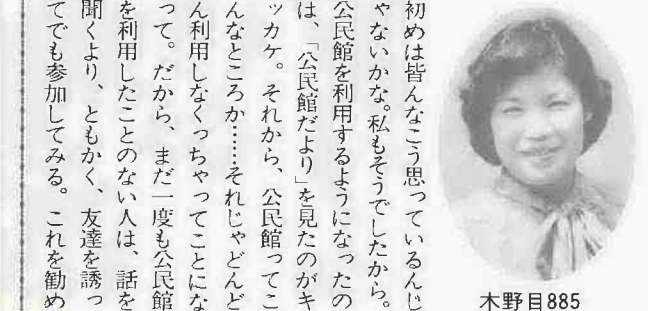 初めは皆んなこう思っているんじ
ゃないかな。私もそうでしたから。
公民館を利用するようになったの
は、「公民館だより」を見たのがキ
ッカケ。それから、公民館ってこ
んなところか……それじゃどんど
ん利用しなくっちゃってことにな
って。だから、まだ一度も公民館
を利用したことのない人は、話を
聞くより、ともかく、友達を誘っ
てでも参加してみる。これを勧め
木野目885